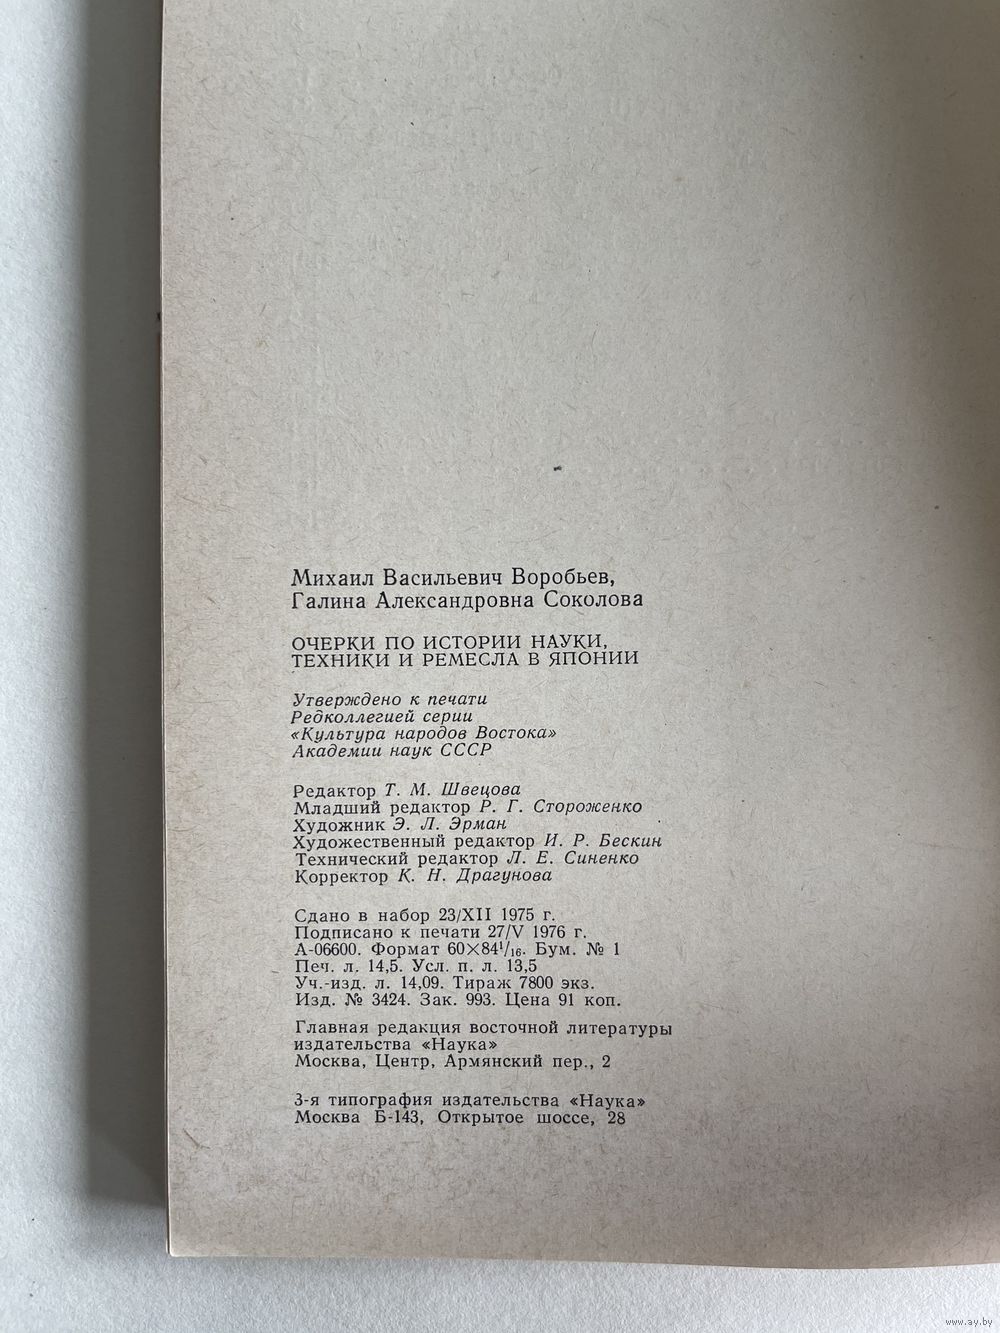 Михаил Васильевич Воробьев,
Галина Александровна Соколова
ОЧЕРКИ ПО ИСТОРИИ НАУКИ,
ТЕХНИКИ И РЕМЕСЛА В ЯПОНИИ
Утверждено к печати
Редколлегией серии
«Культура народов Востока»
Академии наук СССР
Редактор Т. М. Швецова
Младший редактор Р. Г. Стороженко
Художник Э. Л. Эрман
Художественный редактор И. Р. Бескин
Технический редактор Л. Е. Синенко
Корректор К. Н. Драгунова
Сдано в набор 23/XII 1975 г.
Подписано к печати 27/V 1976 г.
А-06600. Формат 60×84¹/₁₆. Бум. № 1
Печ. л. 14,5. Усл. п. л. 13,5
Уч.-изд. л. 14,09. Тираж 7800 экз.
Изд. № 3424. Зак. 993. Цена 91 коп.
Главная редакция восточной литературы
издательства «Наука»
Москва, Центр, Армянский пер., 2
3-я типография издательства «Наука»
Москва Б-143, Открытое шоссе, 28
www.ay.by